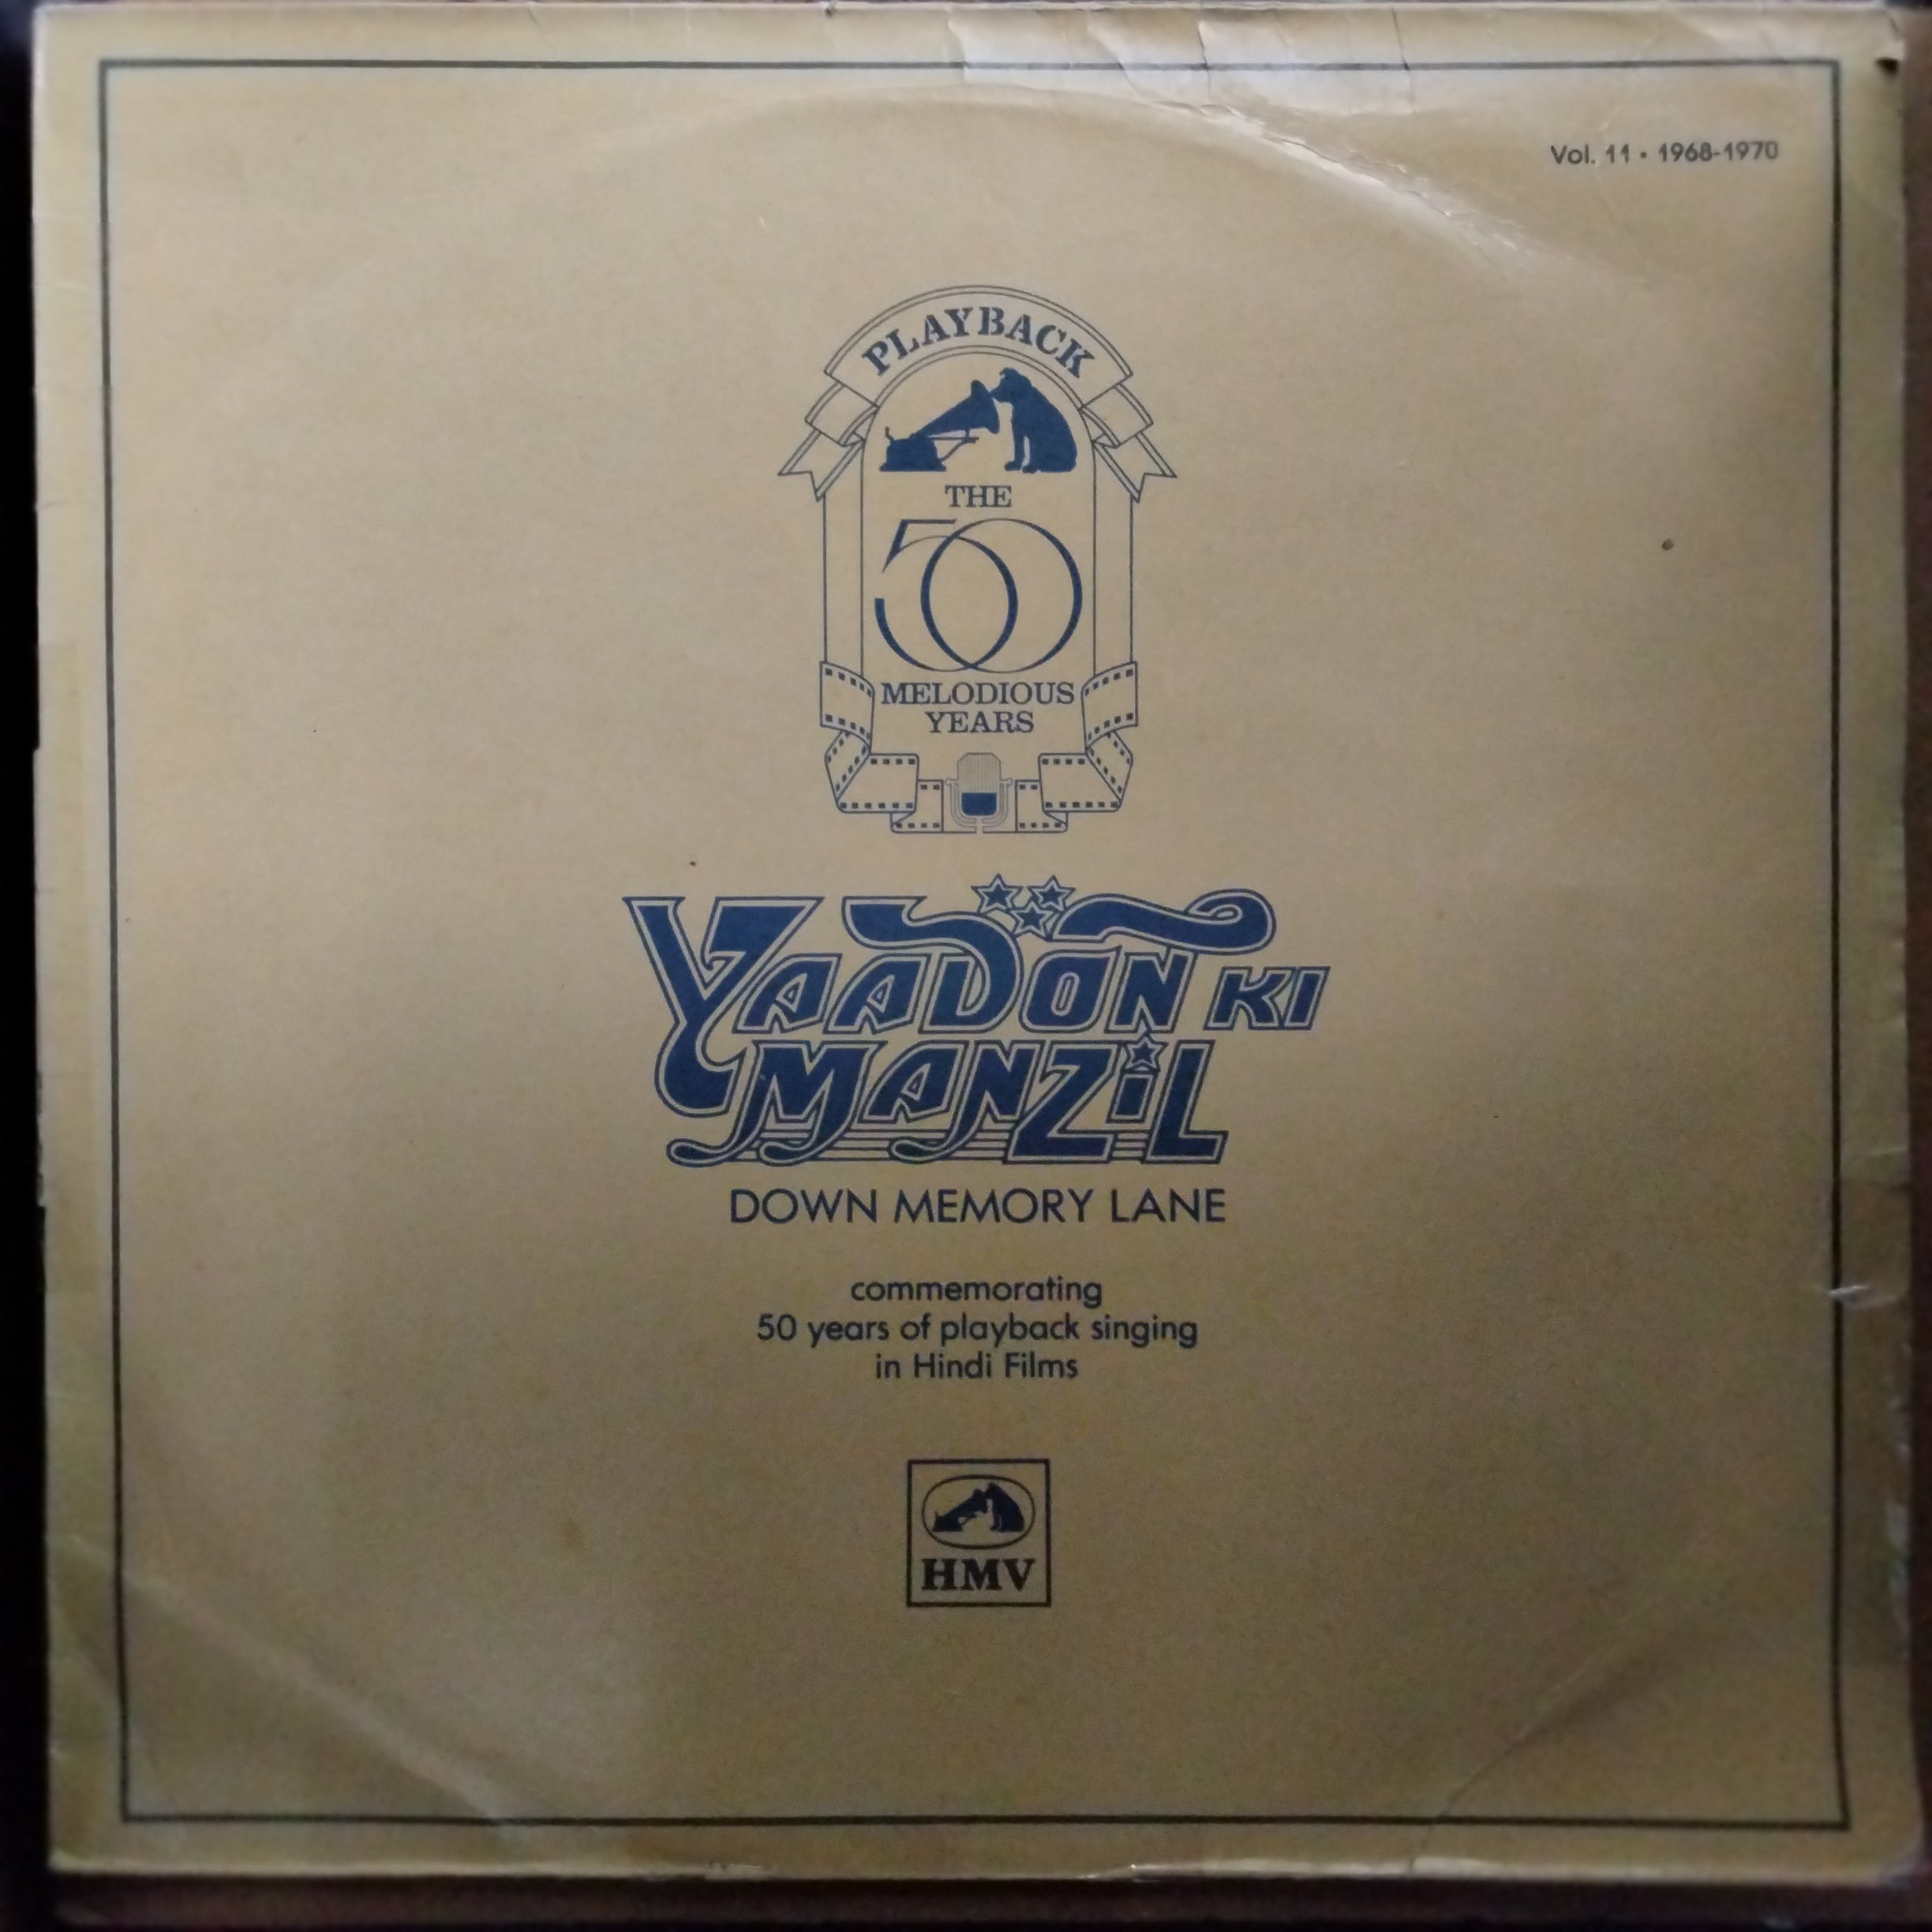 Vol. 11 • 1968-1970
PLAYBACK
THE
50
MELODIOUS
YEARS
YAADON KI
MANZIL
DOWN MEMORY LANE
commemorating
50 years of playback singing
in Hindi Films
HMV